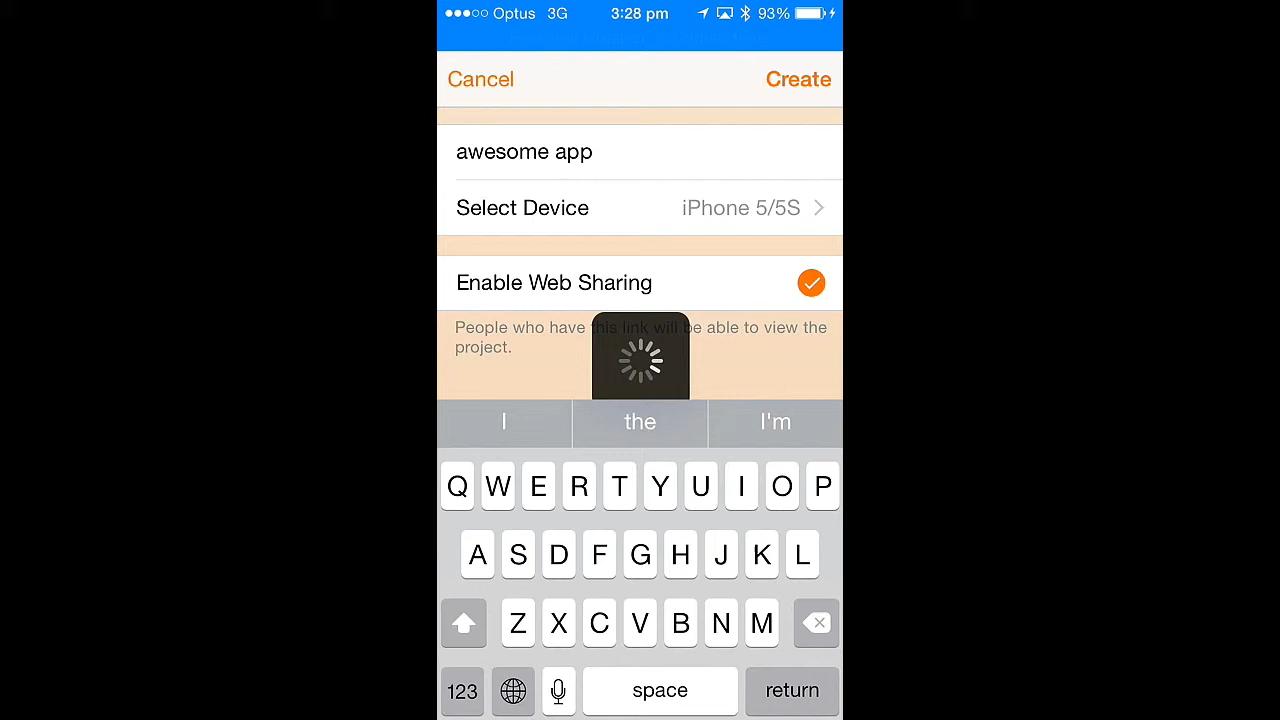 Optus 3G 3:28 pm 93%
Cancel Create
awesome app
Select Device iPhone 5/5S
Enable Web Sharing
People who have this link will be able to view the
project.
I the I'm
Q W E R T Y U I O P
A S D F G H J K L
Z X C V B N M
123 space return